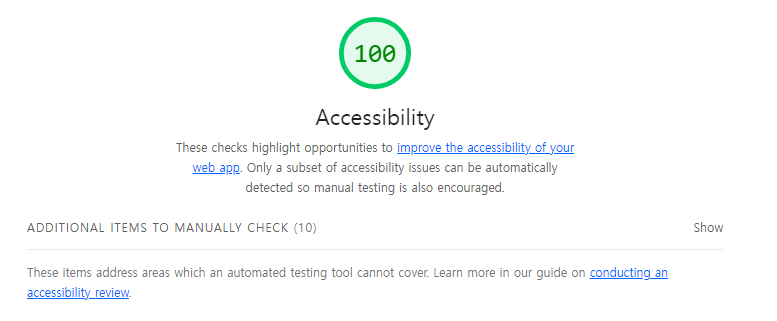 100
Accessibility
These checks highlight opportunities to improve the accessibility of your
web app. Only a subset of accessibility issues can be automatically
detected so manual testing is also encouraged.
ADDITIONAL ITEMS TO MANUALLY CHECK (10) Show
These items address areas which an automated testing tool cannot cover. Learn more in our guide on conducting an
accessibility review.